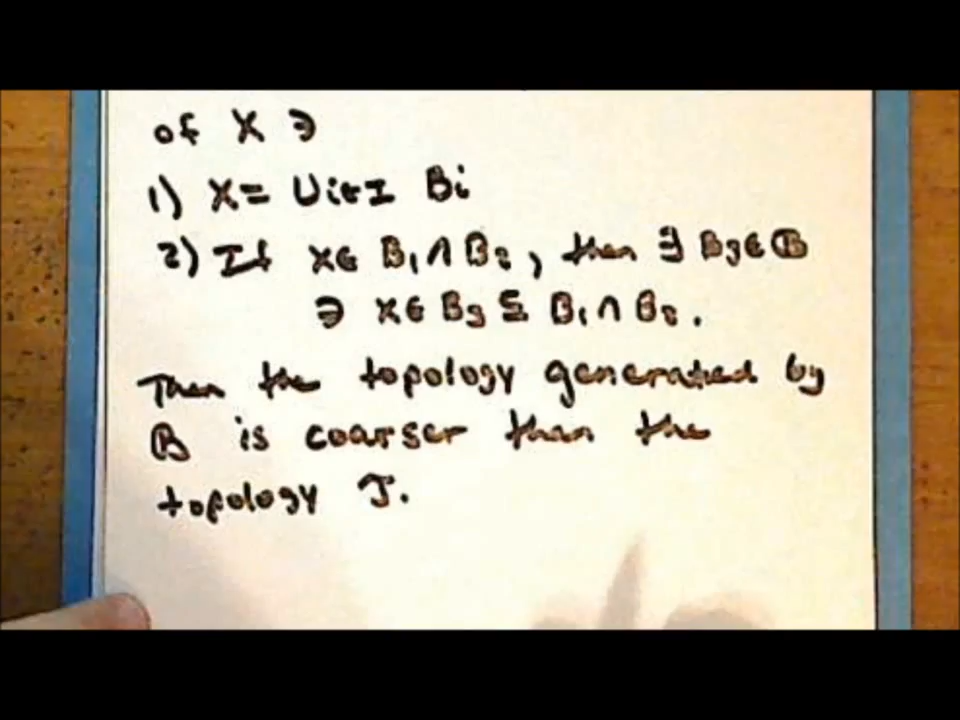 of X ∋
1) X = ∪i∈I Bi
2) If x∈ B₁∩B₂, then ∃ B₃∈𝔹
∋ x∈B₃ ⊆ B₁∩B₂.
Then the topology generated by
𝔹 is coarser than the
topology 𝒯.